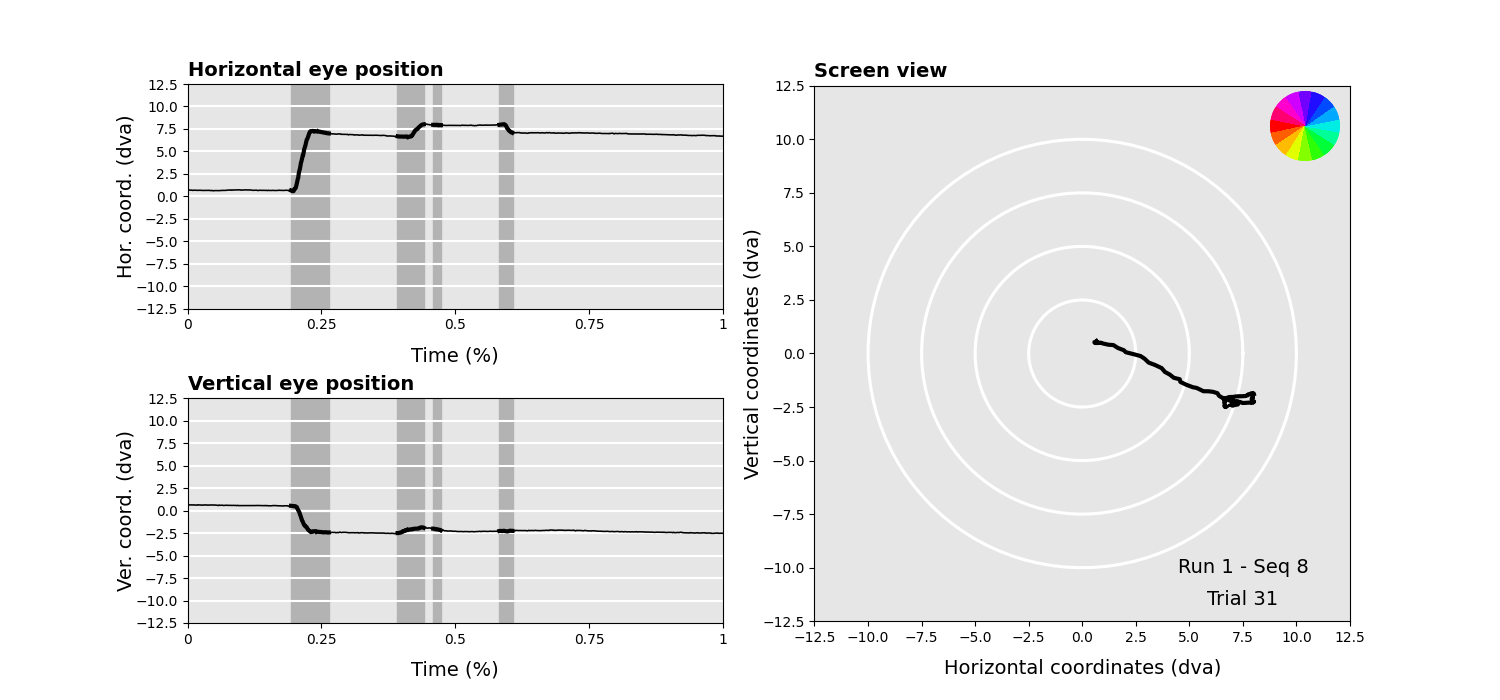 Horizontal eye position
Hor. coord. (dva)
12.5
10.0
7.5
5.0
2.5
0.0
−2.5
−5.0
−7.5
−10.0
−12.5
0 0.25 0.5 0.75 1
Time (%)
Vertical eye position
Ver. coord. (dva)
12.5
10.0
7.5
5.0
2.5
0.0
−2.5
−5.0
−7.5
−10.0
−12.5
0 0.25 0.5 0.75 1
Time (%)
Screen view
Vertical coordinates (dva)
12.5
10.0
7.5
5.0
2.5
0.0
−2.5
−5.0
−7.5
−10.0
−12.5
Run 1 - Seq 8
Trial 31
−12.5 −10.0 −7.5 −5.0 −2.5 0.0 2.5 5.0 7.5 10.0 12.5
Horizontal coordinates (dva)